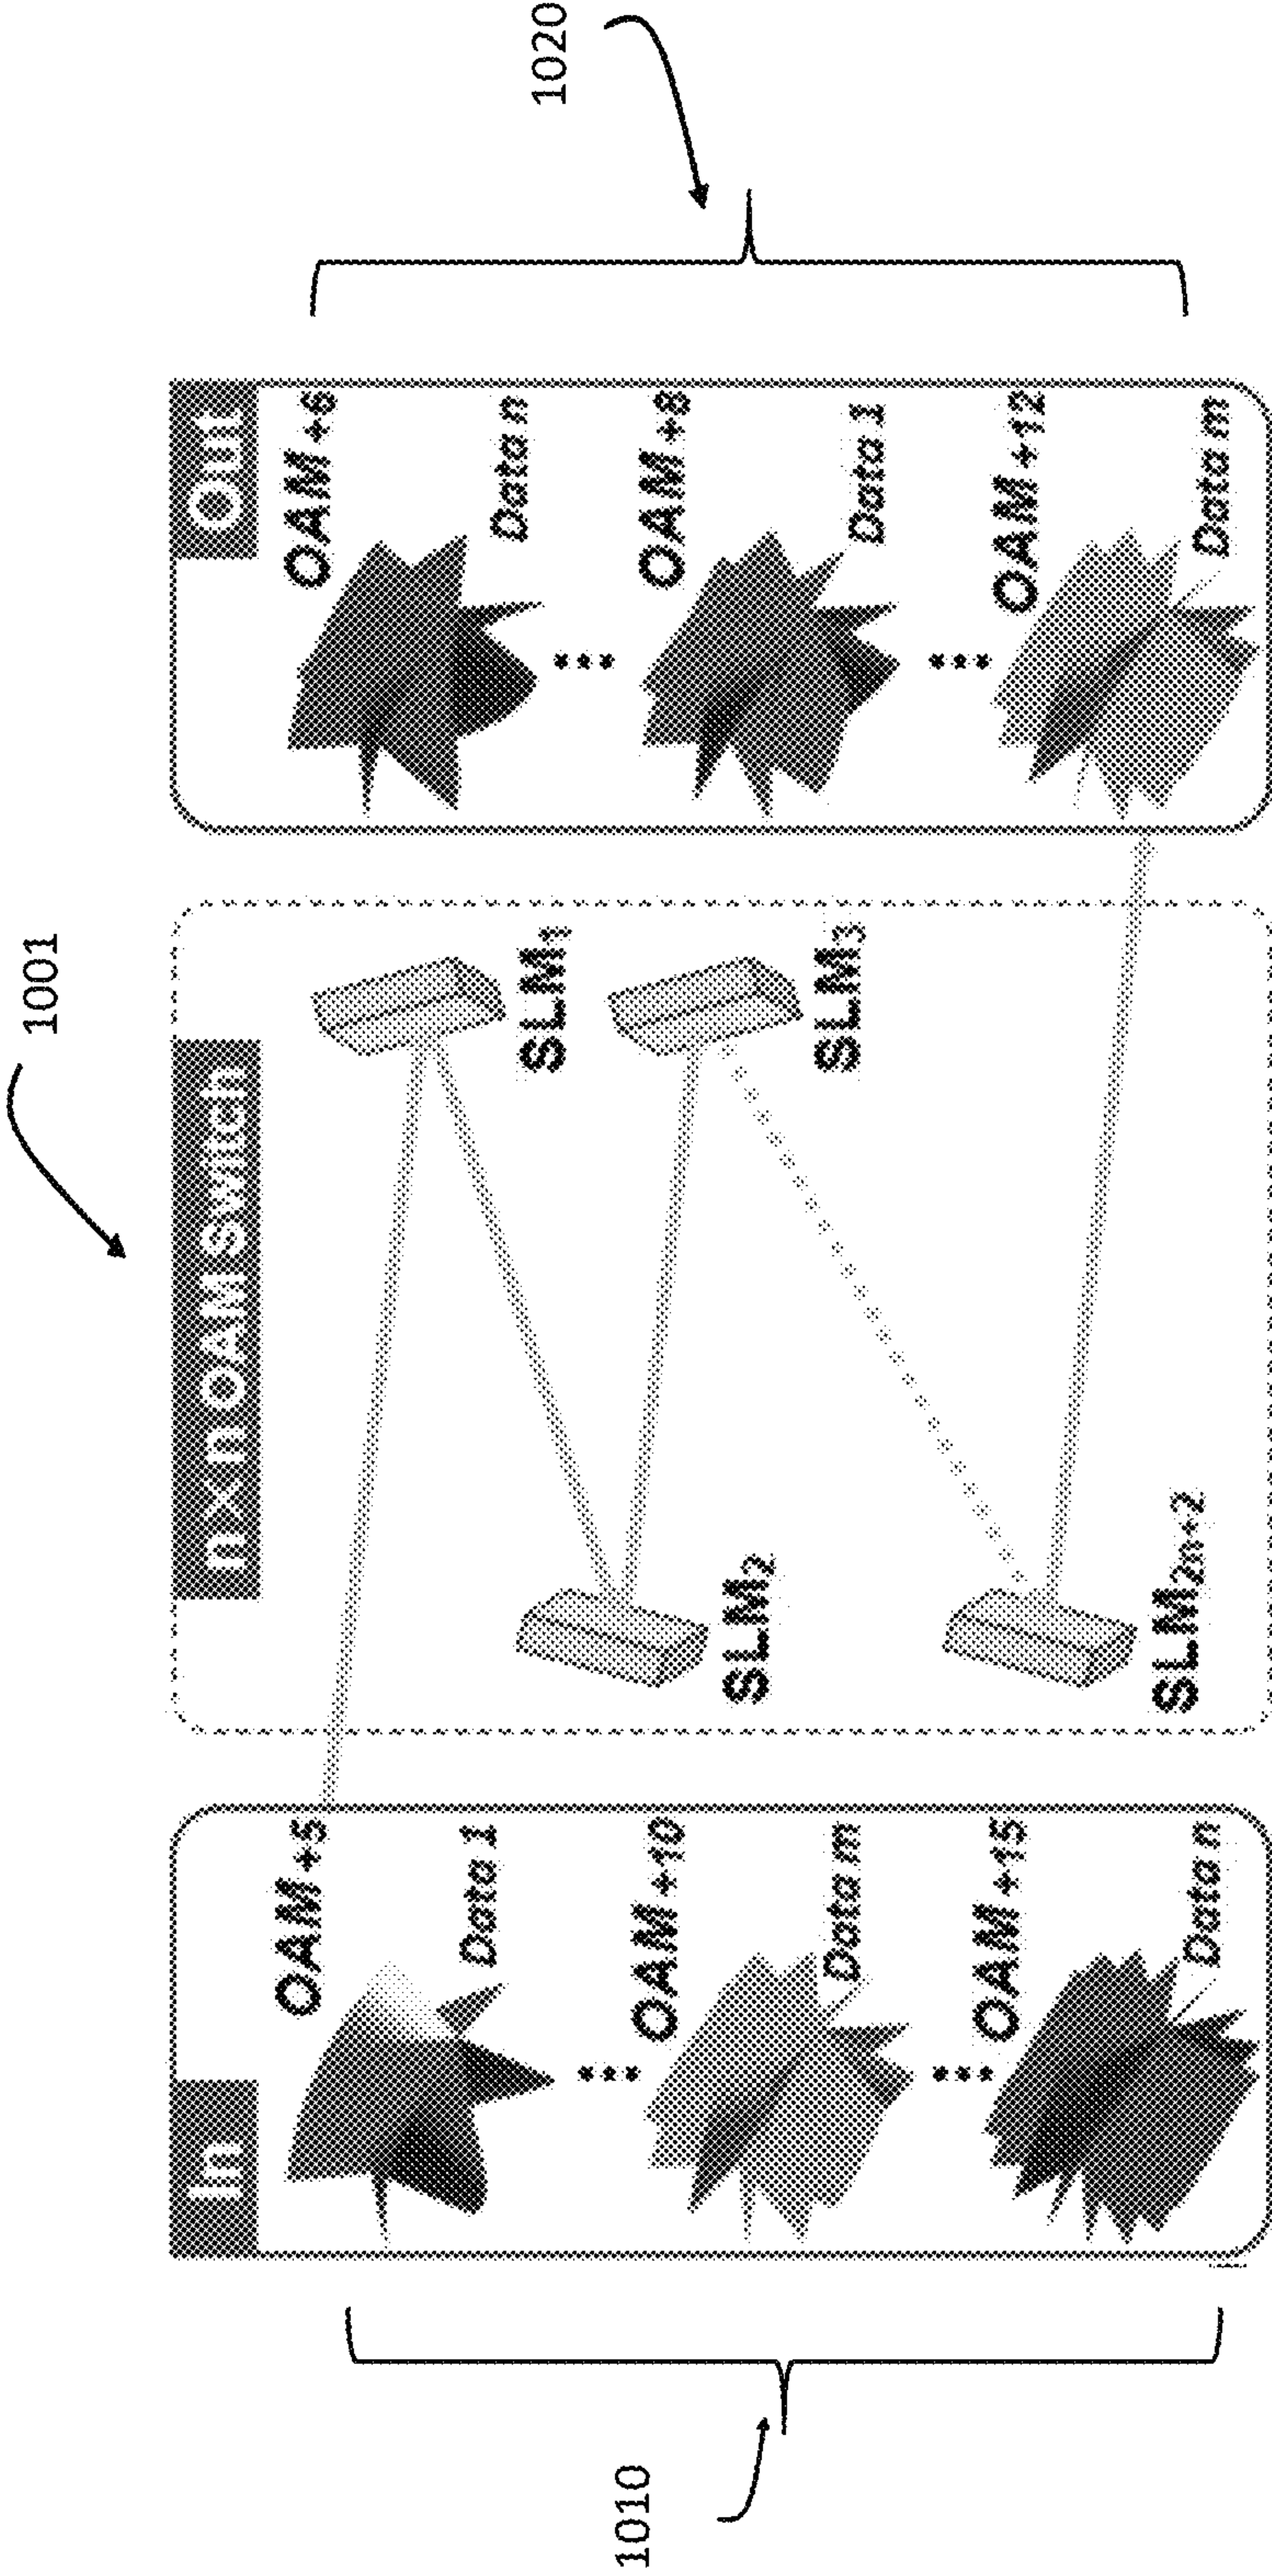 1001
1010
In
OAM +5
Data 1
OAM +10
Data m
OAM +15
Data n
n × n OAM Switch
SLM1
SLM2
SLM3
SLM2n+2
Out
OAM +6
Data n
OAM +8
Data 1
OAM +12
Data m
1020